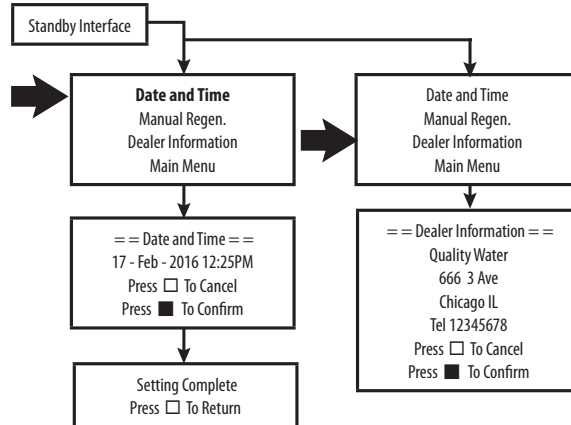 Standby Interface
Date and Time
Manual Regen.
Dealer Information
Main Menu
= = Date and Time = =
17 - Feb - 2016 12:25PM
Press □ To Cancel
Press ■ To Confirm
Setting Complete
Press □ To Return
Date and Time
Manual Regen.
Dealer Information
Main Menu
= = Dealer Information = =
Quality Water
666 3 Ave
Chicago IL
Tel 12345678
Press □ To Cancel
Press ■ To Confirm